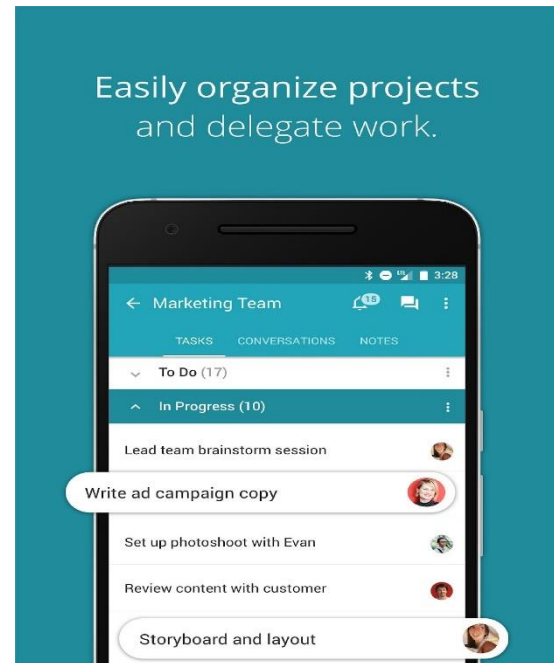 Easily organize projects
and delegate work.
3:28
Marketing Team
15
TASKS CONVERSATIONS NOTES
To Do (17)
In Progress (10)
Lead team brainstorm session
Write ad campaign copy
Set up photoshoot with Evan
Review content with customer
Storyboard and layout